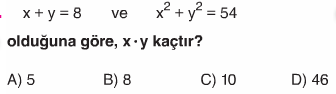 x + y = 8 ve x² + y² = 54
olduğuna göre, x·y kaçtır?
A) 5 B) 8 C) 10 D) 46